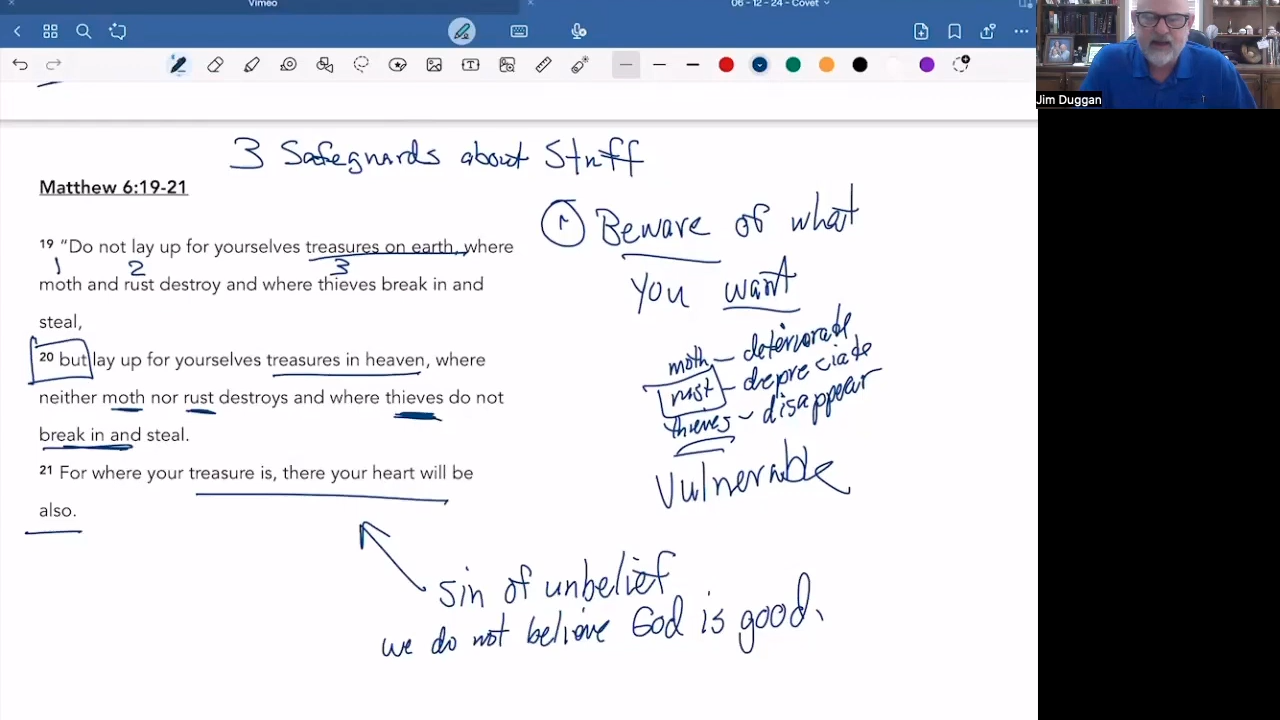 Vimeo
06 - 12 - 24 - Covet
Jim Duggan
3 Safeguards about Stuff
Matthew 6:19-21
19 “Do not lay up for yourselves treasures on earth, where
1 2 3
moth and rust destroy and where thieves break in and
steal,
20 but lay up for yourselves treasures in heaven, where
neither moth nor rust destroys and where thieves do not
break in and steal.
21 For where your treasure is, there your heart will be
also.
1 Beware of what
you want
moth - deteriorate
rust - depreciate
thieves - disappear
Vulnerable
sin of unbelief
we do not believe God is good.